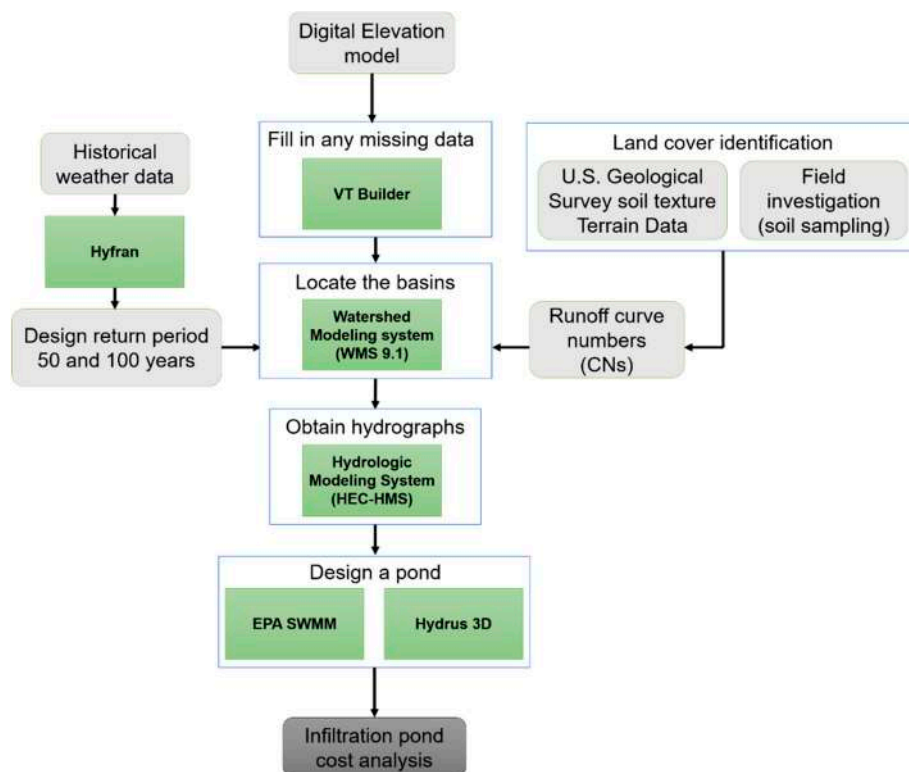 Digital Elevation
model
Fill in any missing data
VT Builder
Historical
weather data
Hyfran
Design return period
50 and 100 years
Land cover identification
U.S. Geological
Survey soil texture
Terrain Data
Field
investigation
(soil sampling)
Runoff curve
numbers
(CNs)
Locate the basins
Watershed
Modeling system
(WMS 9.1)
Obtain hydrographs
Hydrologic
Modeling System
(HEC-HMS)
Design a pond
EPA SWMM
Hydrus 3D
Infiltration pond
cost analysis